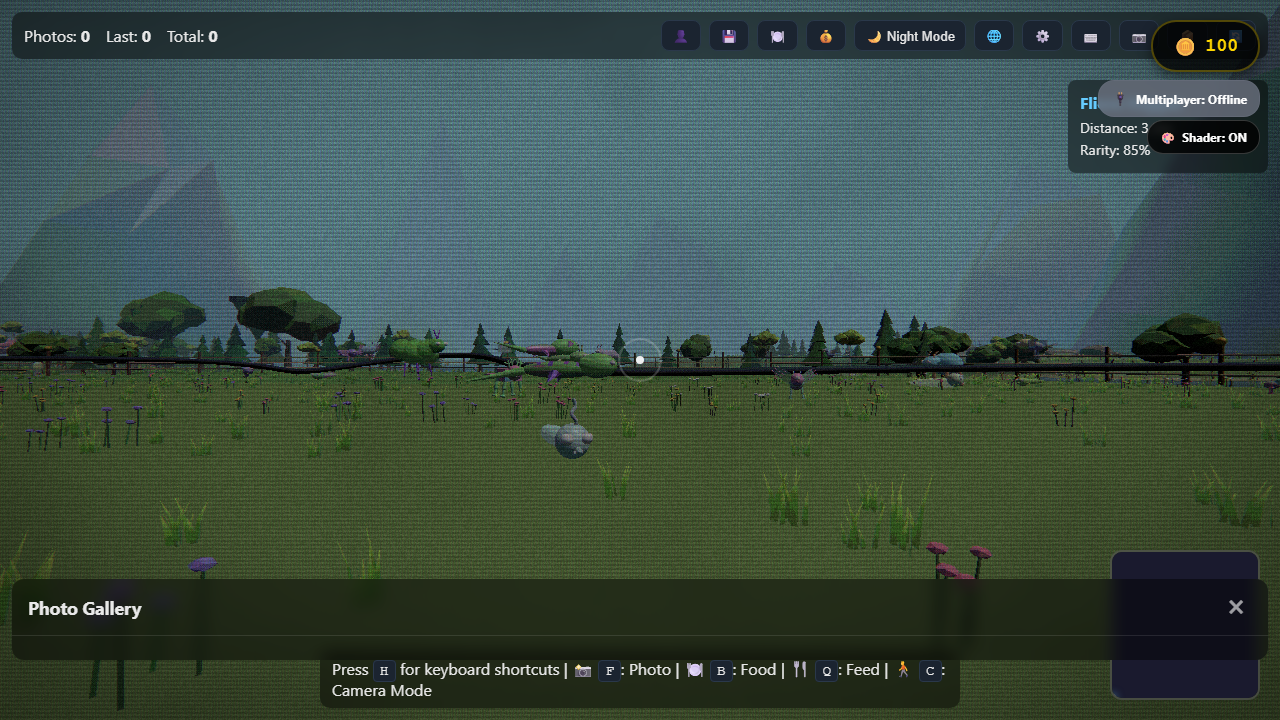 Photos: 0 Last: 0 Total: 0
Night Mode
100
Multiplayer: Offline
Distance: 3
Shader: ON
Rarity: 85%
Photo Gallery
Press H for keyboard shortcuts | F : Photo | B : Food | Q : Feed | C :
Camera Mode